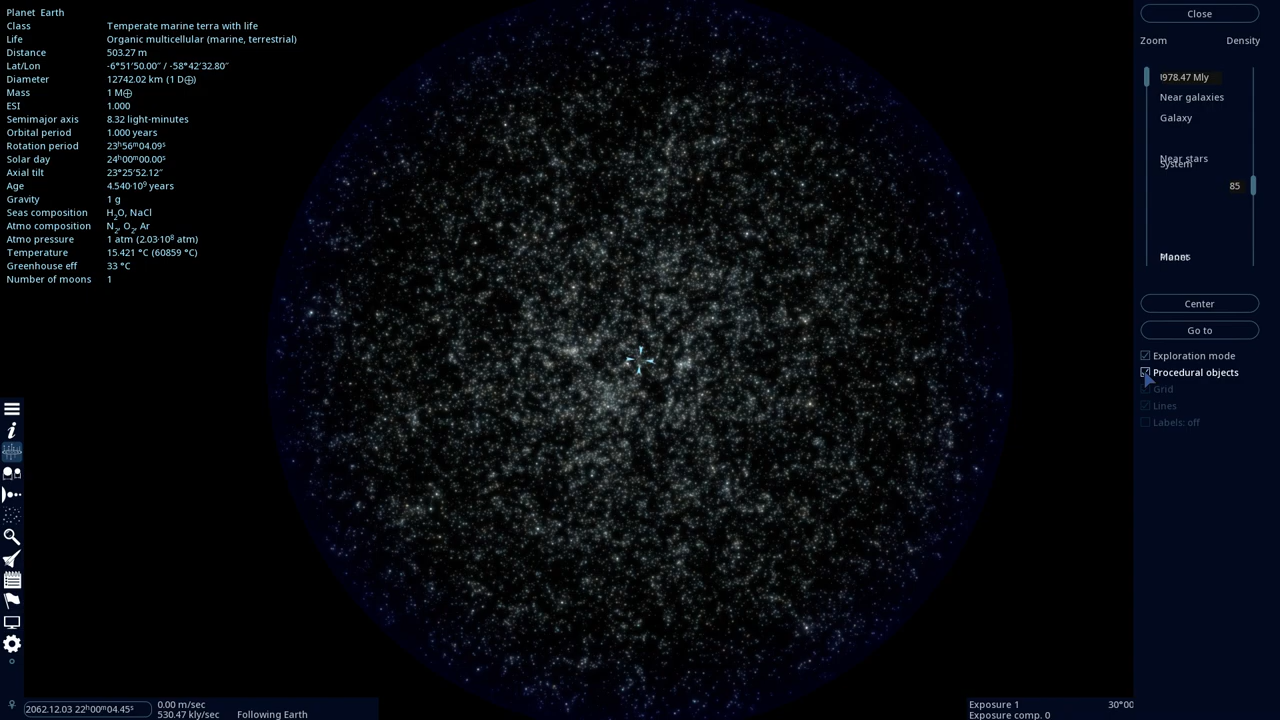 Planet Earth
Class Temperate marine terra with life
Life Organic multicellular (marine, terrestrial)
Distance 503.27 m
Lat/Lon -6°51′50.00″ / -58°42′32.80″
Diameter 12742.02 km (1 D⊕)
Mass 1 M⊕
ESI 1.000
Semimajor axis 8.32 light-minutes
Orbital period 1.000 years
Rotation period 23ʰ56ᵐ04.09ˢ
Solar day 24ʰ00ᵐ00.00ˢ
Axial tilt 23°25′52.12″
Age 4.540·10⁹ years
Gravity 1 g
Seas composition H₂O, NaCl
Atmo composition N₂, O₂, Ar
Atmo pressure 1 atm (2.03·10⁸ atm)
Temperature 15.421 °C (60859 °C)
Greenhouse eff 33 °C
Number of moons 1
Close
Zoom Density
978.47 Mly
Near galaxies
Galaxy
Near stars
System
85
Center
Go to
Exploration mode
Procedural objects
Grid
Lines
Labels: off
2062.12.03 22ʰ00ᵐ04.45ˢ
0.00 m/sec
530.47 kly/sec
Following Earth
Exposure 1 30°00
Exposure comp. 0